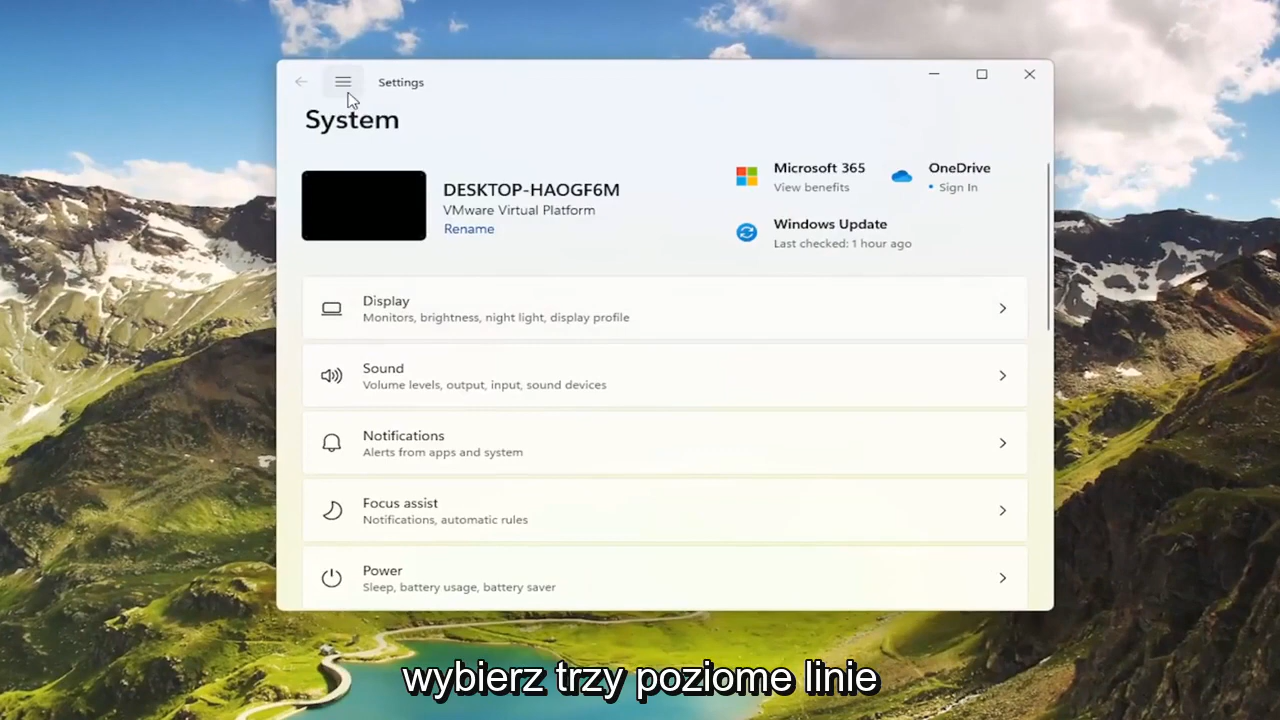 Settings
System
DESKTOP-HAOGF6M
VMware Virtual Platform
Rename
Microsoft 365
View benefits
OneDrive
• Sign In
Windows Update
Last checked: 1 hour ago
Display
Monitors, brightness, night light, display profile
Sound
Volume levels, output, input, sound devices
Notifications
Alerts from apps and system
Focus assist
Notifications, automatic rules
Power
Sleep, battery usage, battery saver
wybierz trzy poziome linie